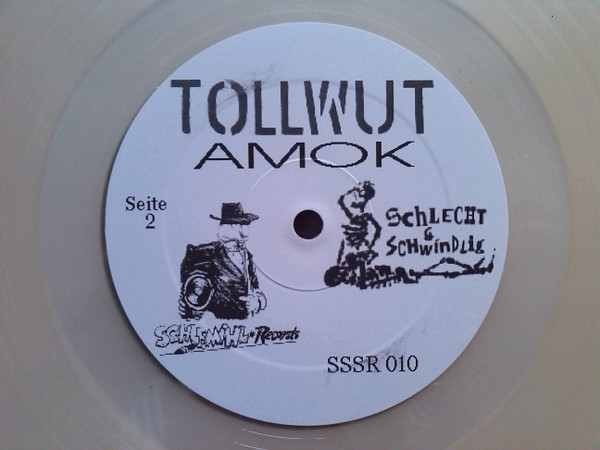 TOLLWUT
AMOK
Seite
2
SCHLECHT
&
SCHWINDLIG
SCHLEMIHL-Records
SSSR 010